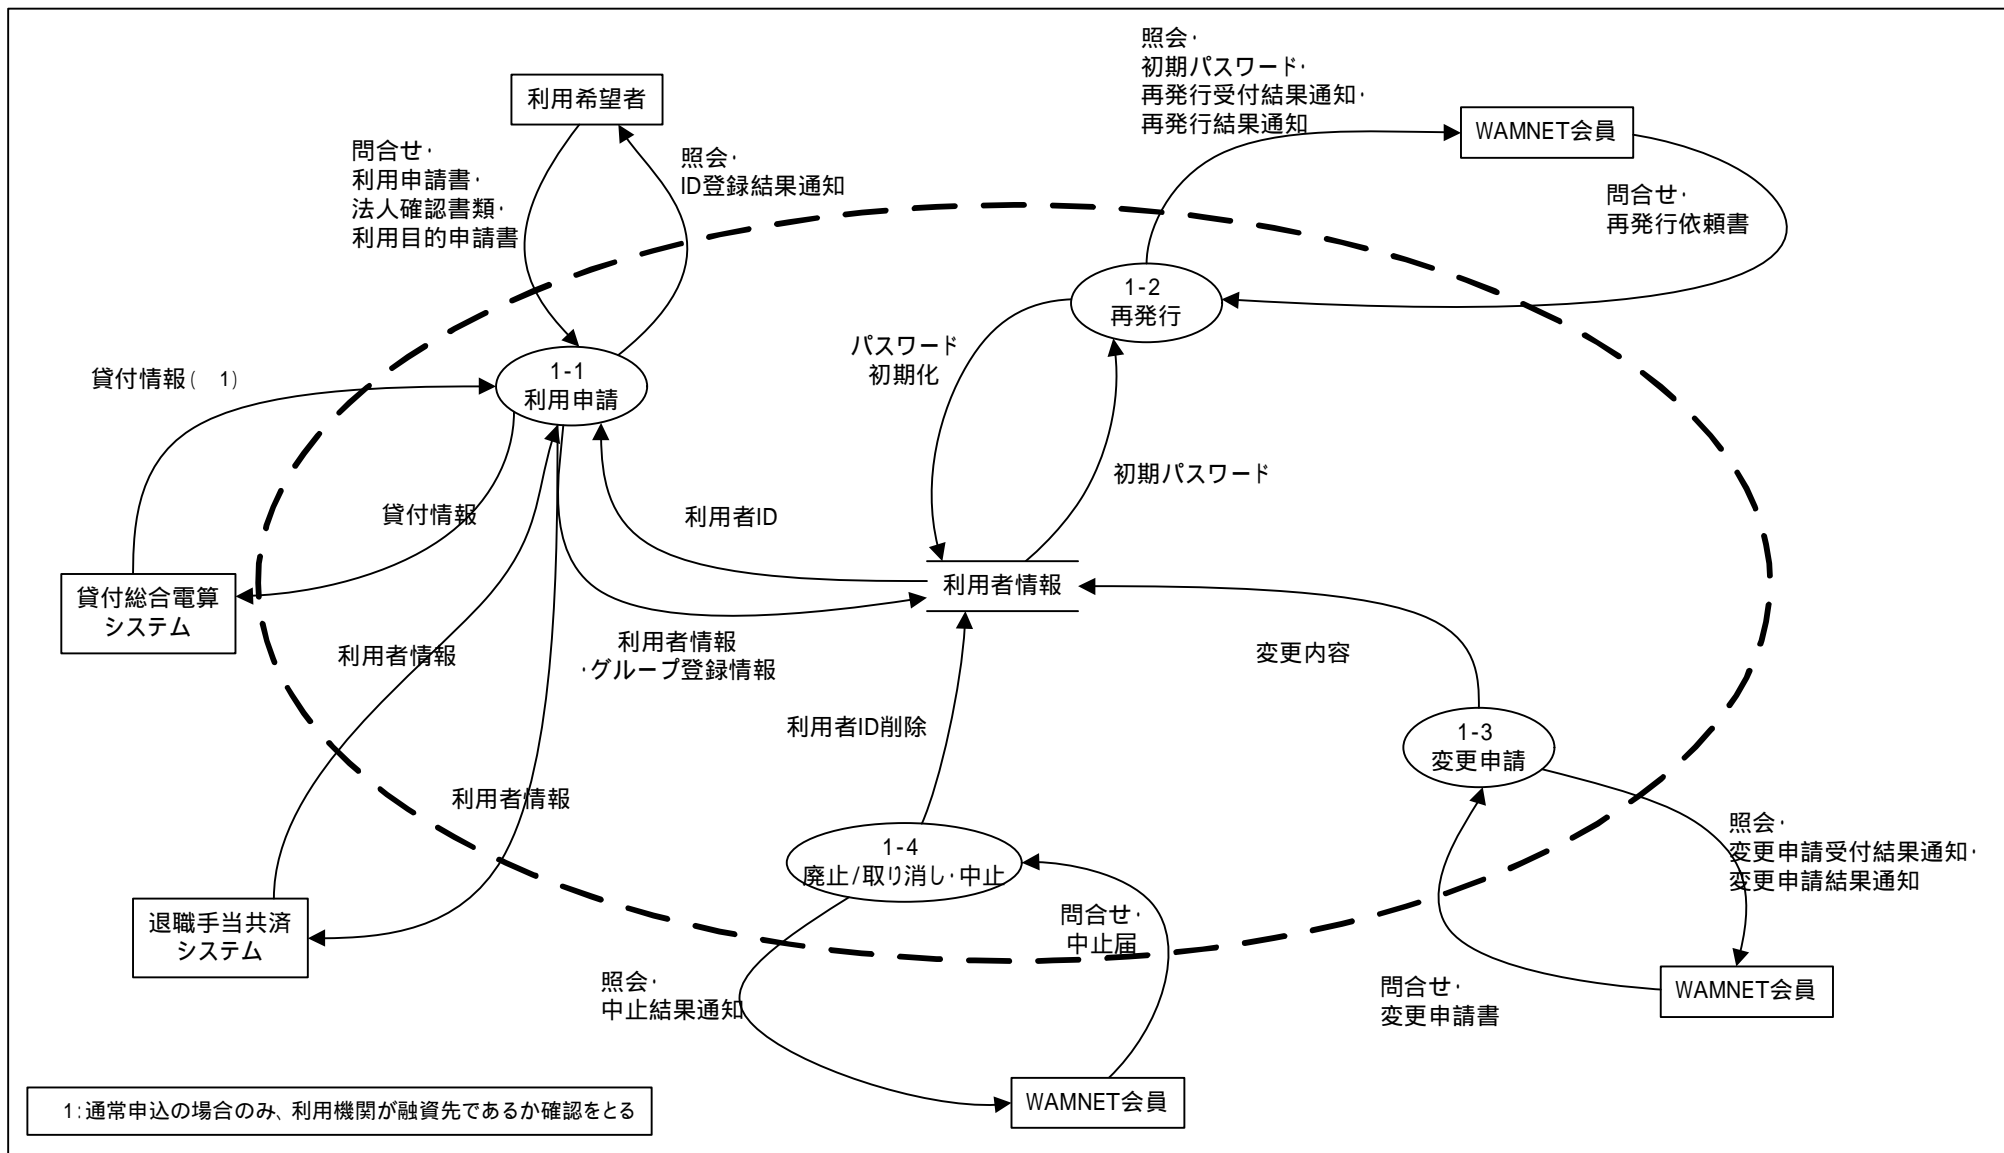 照会・
初期パスワード・
再発行受付結果通知・
再発行結果通知
利用希望者
WAMNET会員
問合せ・
利用申請書・
法人確認書類・
利用目的申請書
照会・
ID登録結果通知
問合せ・
再発行依頼書
1-2
再発行
パスワード
初期化
貸付情報( 1)
1-1
利用申請
初期パスワード
貸付情報
利用者ID
利用者情報
貸付総合電算
システム
利用者情報
利用者情報
・グループ登録情報
変更内容
利用者ID削除
1-3
変更申請
利用者情報
1-4
廃止/取り消し・中止
照会・
変更申請受付結果通知・
変更申請結果通知
退職手当共済
システム
問合せ・
中止届
照会・
中止結果通知
問合せ・
変更申請書
WAMNET会員
WAMNET会員
1:通常申込の場合のみ、利用機関が融資先であるか確認をとる